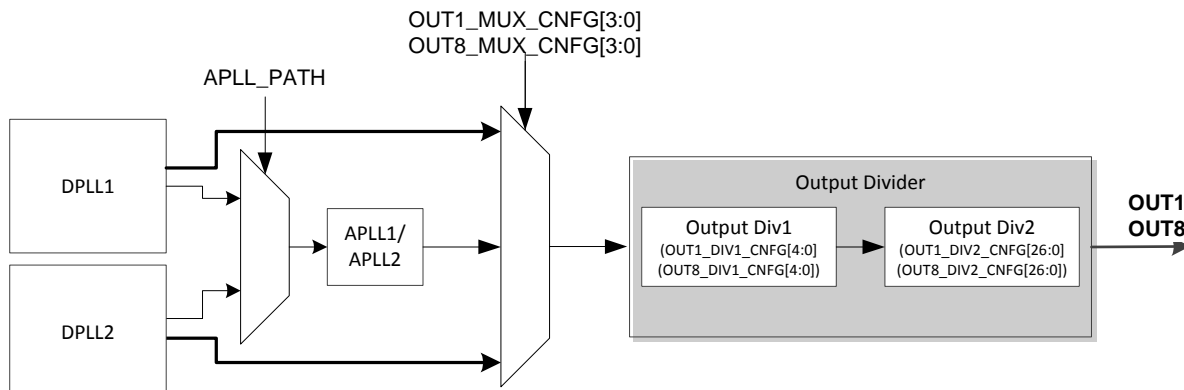 OUT1_MUX_CNFG[3:0]
OUT8_MUX_CNFG[3:0]
APLL_PATH
DPLL1
DPLL2
APLL1/
APLL2
Output Divider
Output Div1
(OUT1_DIV1_CNFG[4:0]
(OUT8_DIV1_CNFG[4:0])
Output Div2
(OUT1_DIV2_CNFG[26:0]
(OUT8_DIV2_CNFG[26:0])
OUT1
OUT8